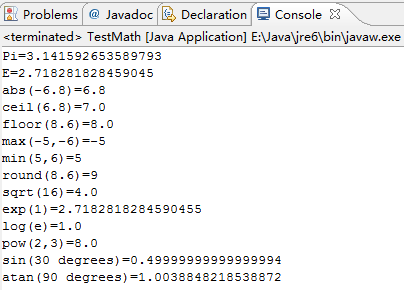 Problems @ Javadoc Declaration Console
<terminated> TestMath [Java Application] E:\Java\jre6\bin\javaw.exe
Pi=3.141592653589793
E=2.718281828459045
abs(-6.8)=6.8
ceil(6.8)=7.0
floor(8.6)=8.0
max(-5,-6)=-5
min(5,6)=5
round(8.6)=9
sqrt(16)=4.0
exp(1)=2.7182818284590455
log(e)=1.0
pow(2,3)=8.0
sin(30 degrees)=0.49999999999999994
atan(90 degrees)=1.0038848218538872